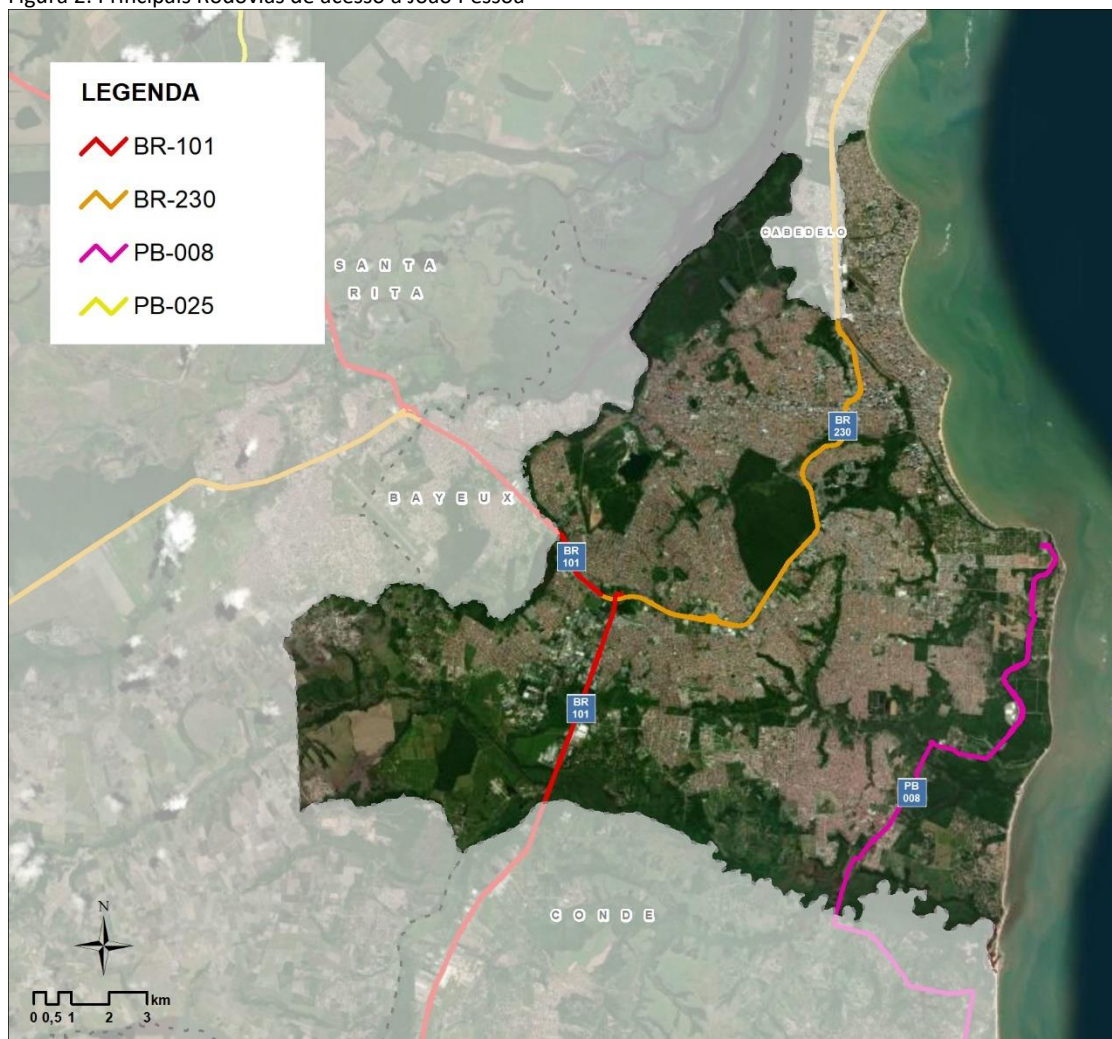 Figura 2: Principais Rodovias de acesso a João Pessoa
LEGENDA
BR-101
BR-230
PB-008
PB-025
CABEDELO
SANTA
RITA
BR
230
BAYEUX
BR
101
BR
101
PB
008
CONDE
N
km
0 0,5 1 2 3